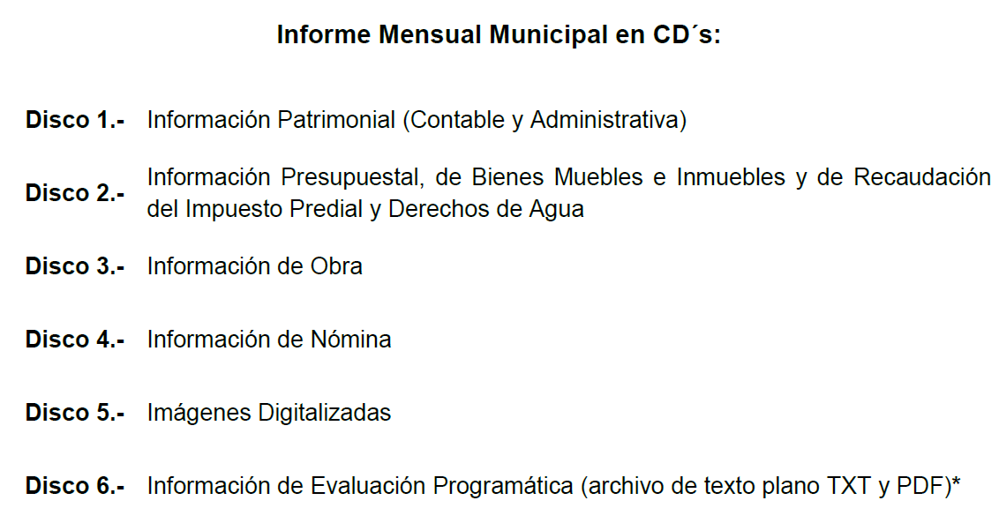 Informe Mensual Municipal en CD´s:
Disco 1.- Información Patrimonial (Contable y Administrativa)
Disco 2.- Información Presupuestal, de Bienes Muebles e Inmuebles y de Recaudación
del Impuesto Predial y Derechos de Agua
Disco 3.- Información de Obra
Disco 4.- Información de Nómina
Disco 5.- Imágenes Digitalizadas
Disco 6.- Información de Evaluación Programática (archivo de texto plano TXT y PDF)*